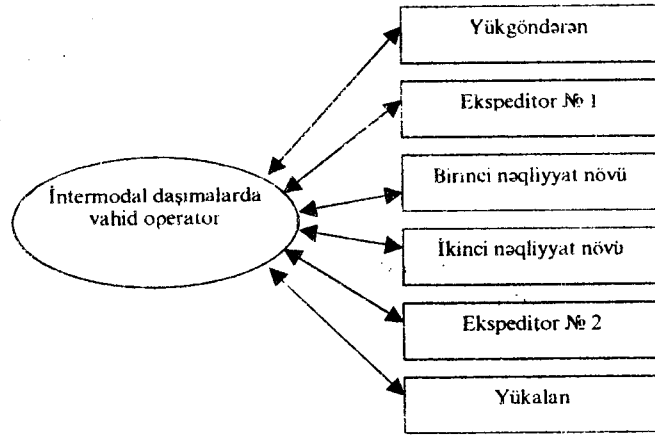 Yükgöndərən
Ekspeditor № 1
Birinci nəqliyyat növü
İntermodal daşımalarda
vahid operator
İkinci nəqliyyat növü
Ekspeditor № 2
Yükalan